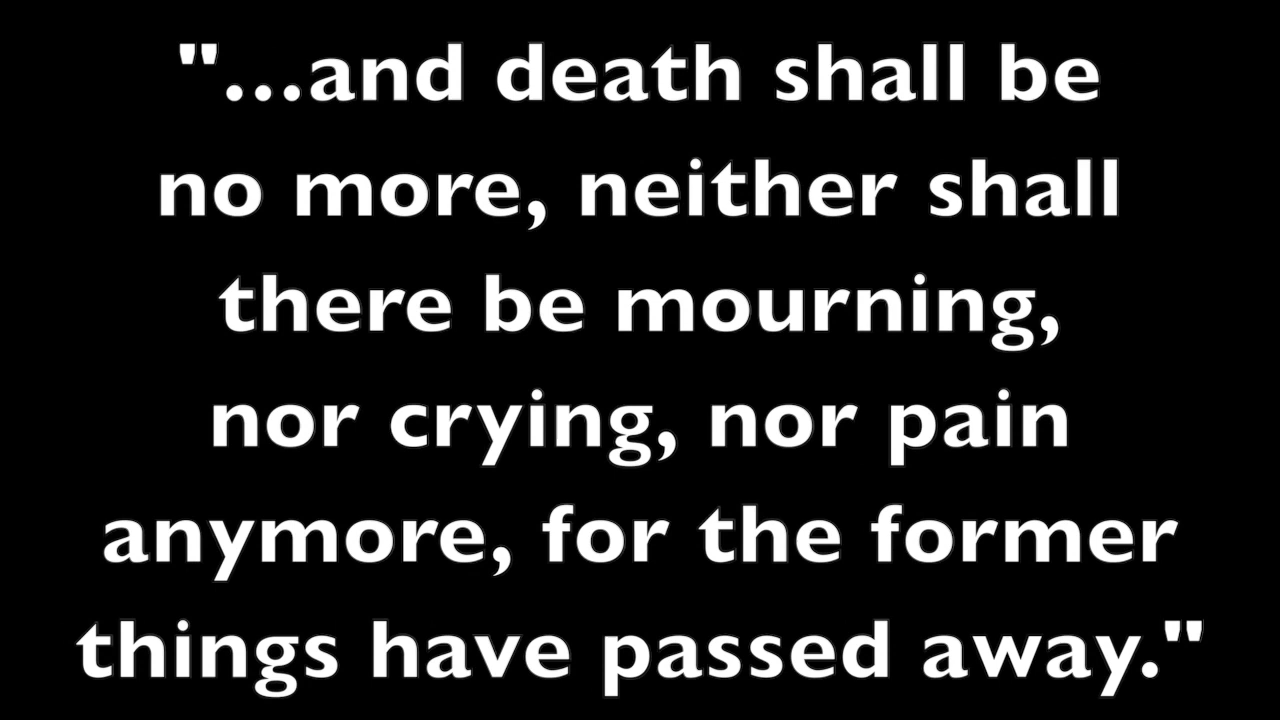 "...and death shall be
no more, neither shall
there be mourning,
nor crying, nor pain
anymore, for the former
things have passed away."